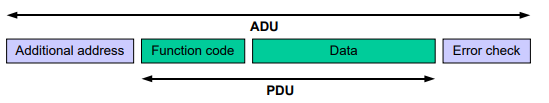 ADU
Additional address Function code Data Error check
PDU